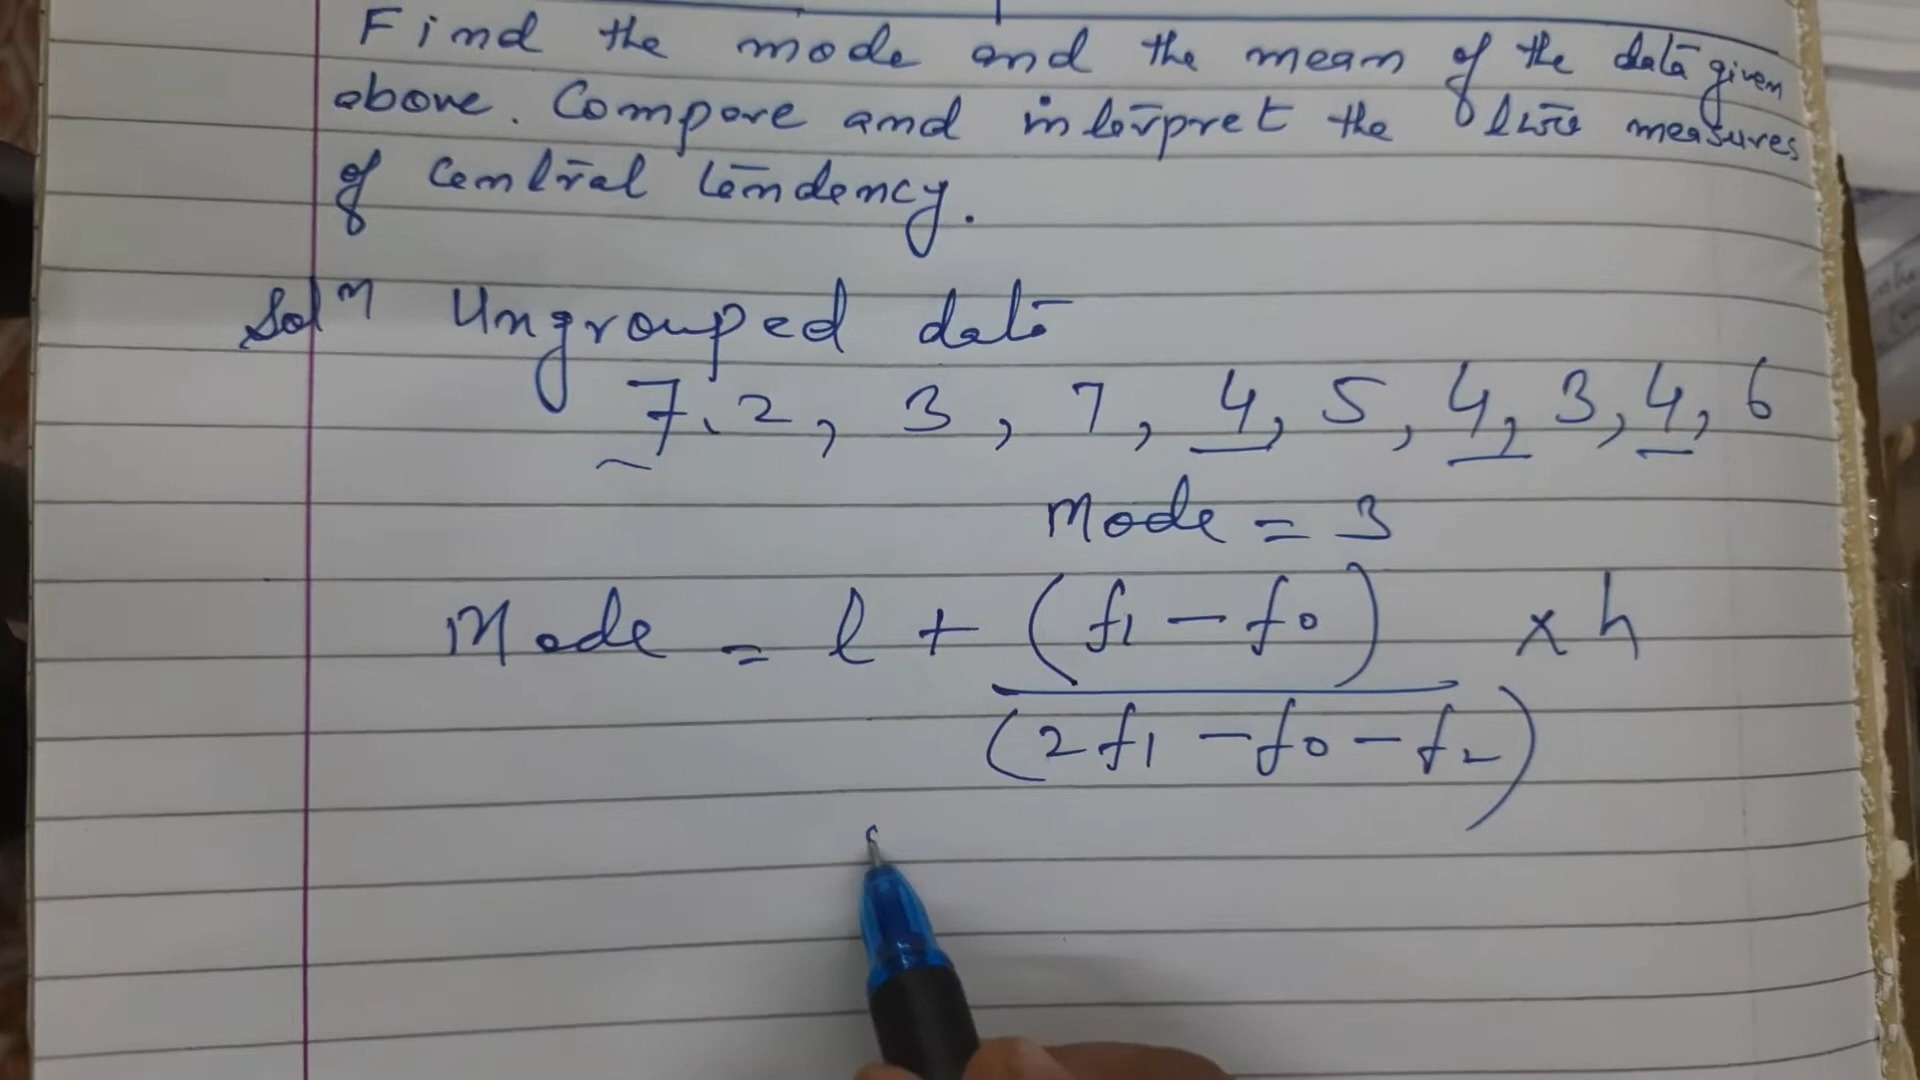 Find the mode and the mean of the data given
above. Compare and interpret the two measures
of central tendency.
Solⁿ Ungrouped data
7, 2, 3, 7, 4, 5, 4, 3, 4, 6
Mode = 3
Mode = l + (f1 - f0) x h
(2f1 - f0 - f2)